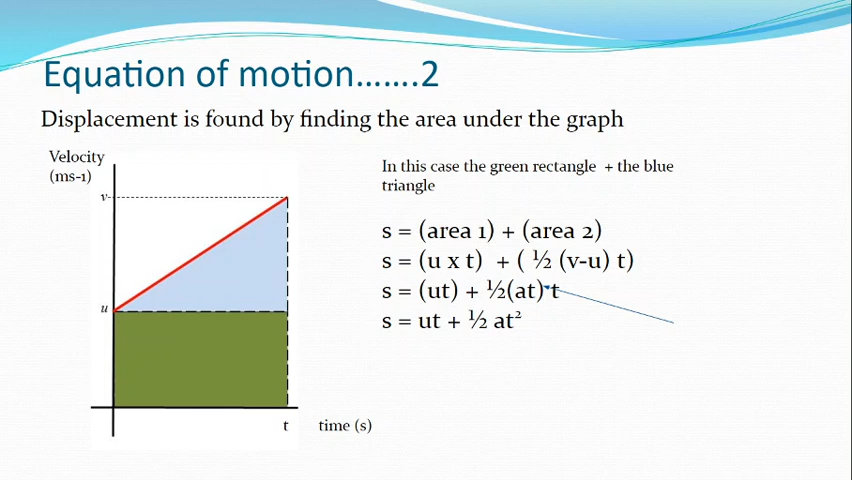 Equation of motion.......2
Displacement is found by finding the area under the graph
Velocity
(ms-1)
v
u
t
time (s)
In this case the green rectangle + the blue
triangle
s = (area 1) + (area 2)
s = (u x t) + ( ½ (v-u) t)
s = (ut) + ½(at) t
s = ut + ½ at²